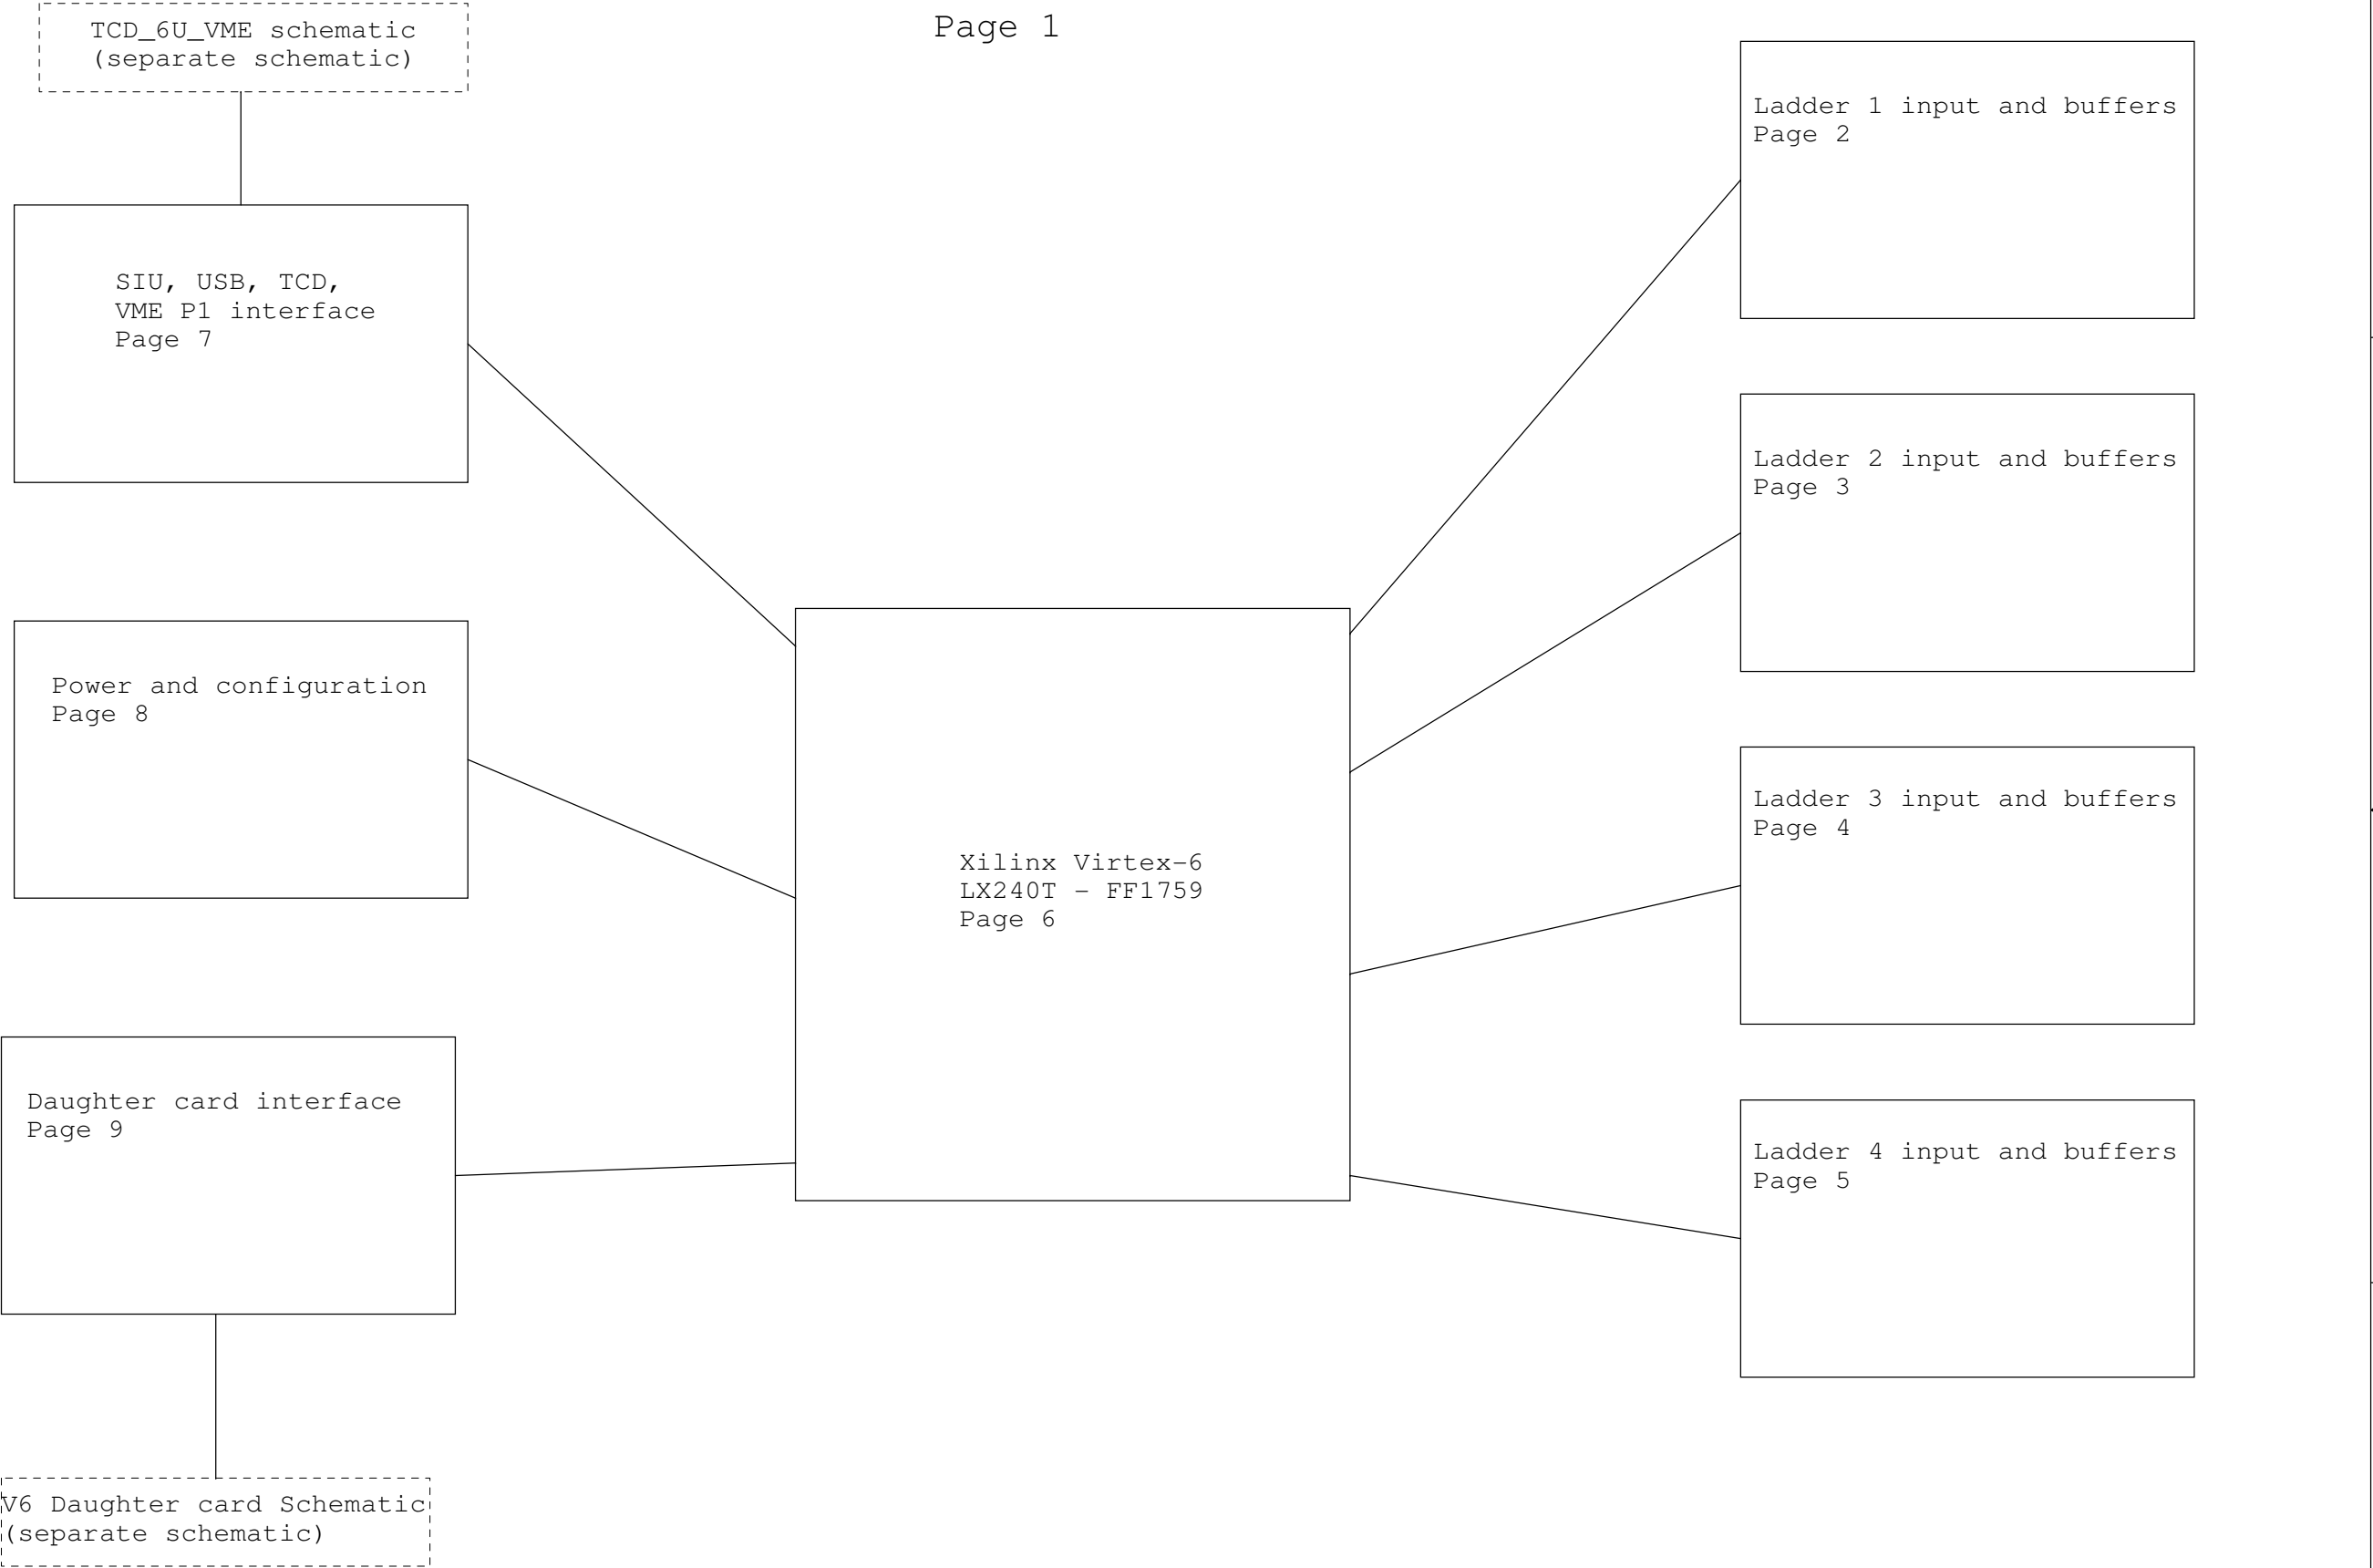 Page 1
TCD_6U_VME schematic
(separate schematic)
SIU, USB, TCD,
VME P1 interface
Page 7
Power and configuration
Page 8
Daughter card interface
Page 9
V6 Daughter card Schematic
(separate schematic)
Xilinx Virtex-6
LX240T - FF1759
Page 6
Ladder 1 input and buffers
Page 2
Ladder 2 input and buffers
Page 3
Ladder 3 input and buffers
Page 4
Ladder 4 input and buffers
Page 5